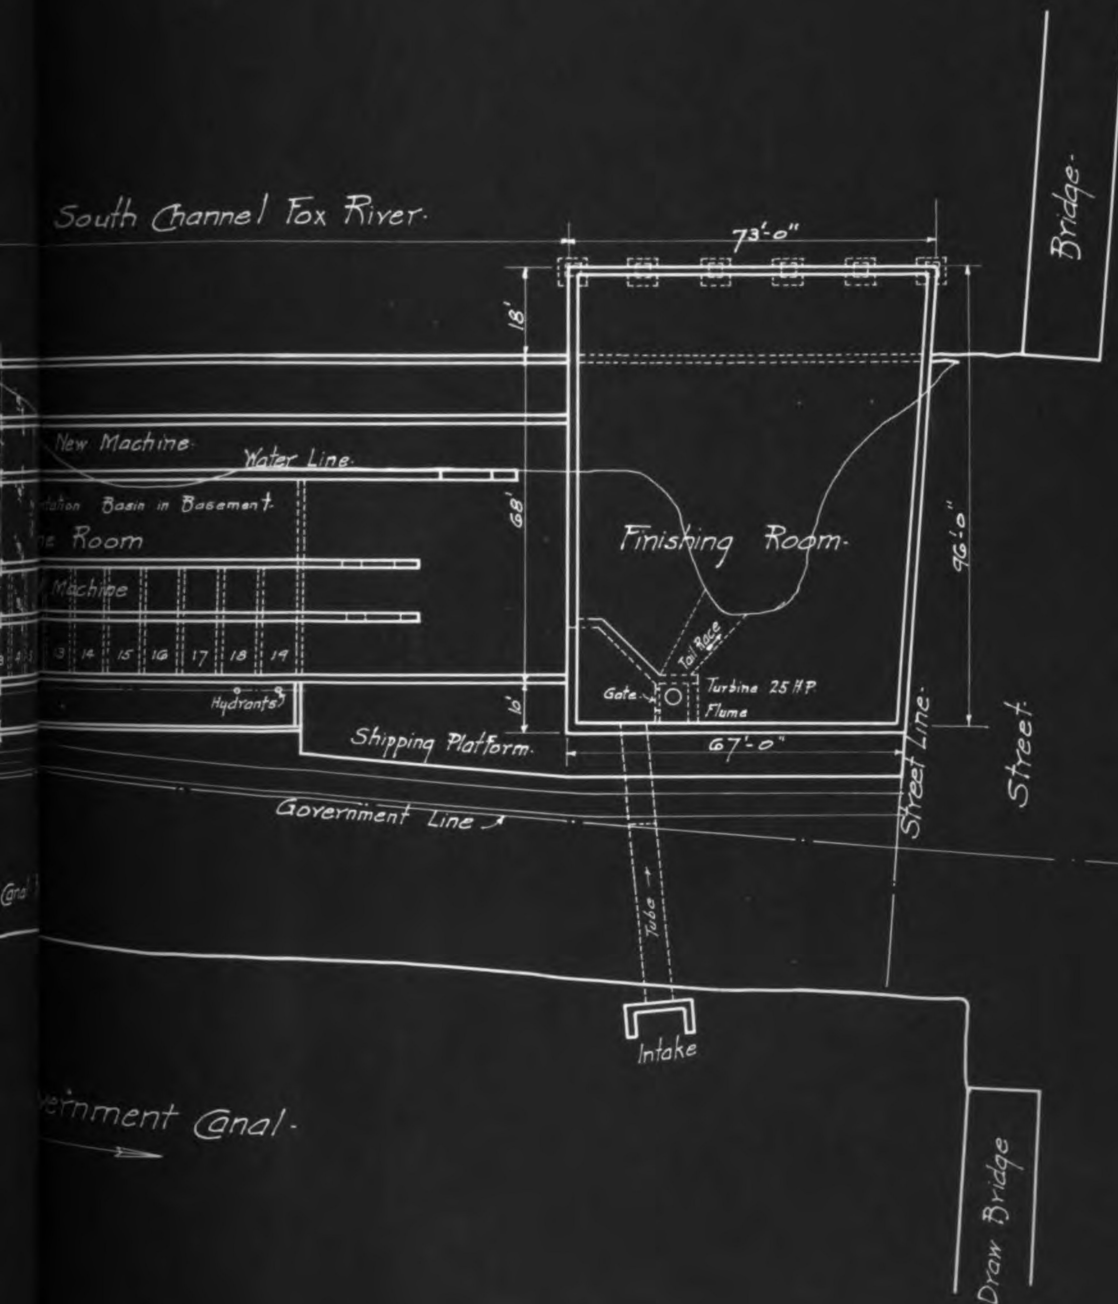 South Channel Fox River.
73'-0"
Bridge.
18'
New Machine.
Water Line.
Basin in Basement.
68'
Room
Finishing Room.
96'-0"
Machine
13 14 15 16 17 18 19
Tail Race
Gate
Turbine 25 H.P.
Flume
Hydrants
Shipping Platform.
67'-0"
Street Line.
Street.
Government Line
Tube
Intake
ernment Canal.
Draw Bridge